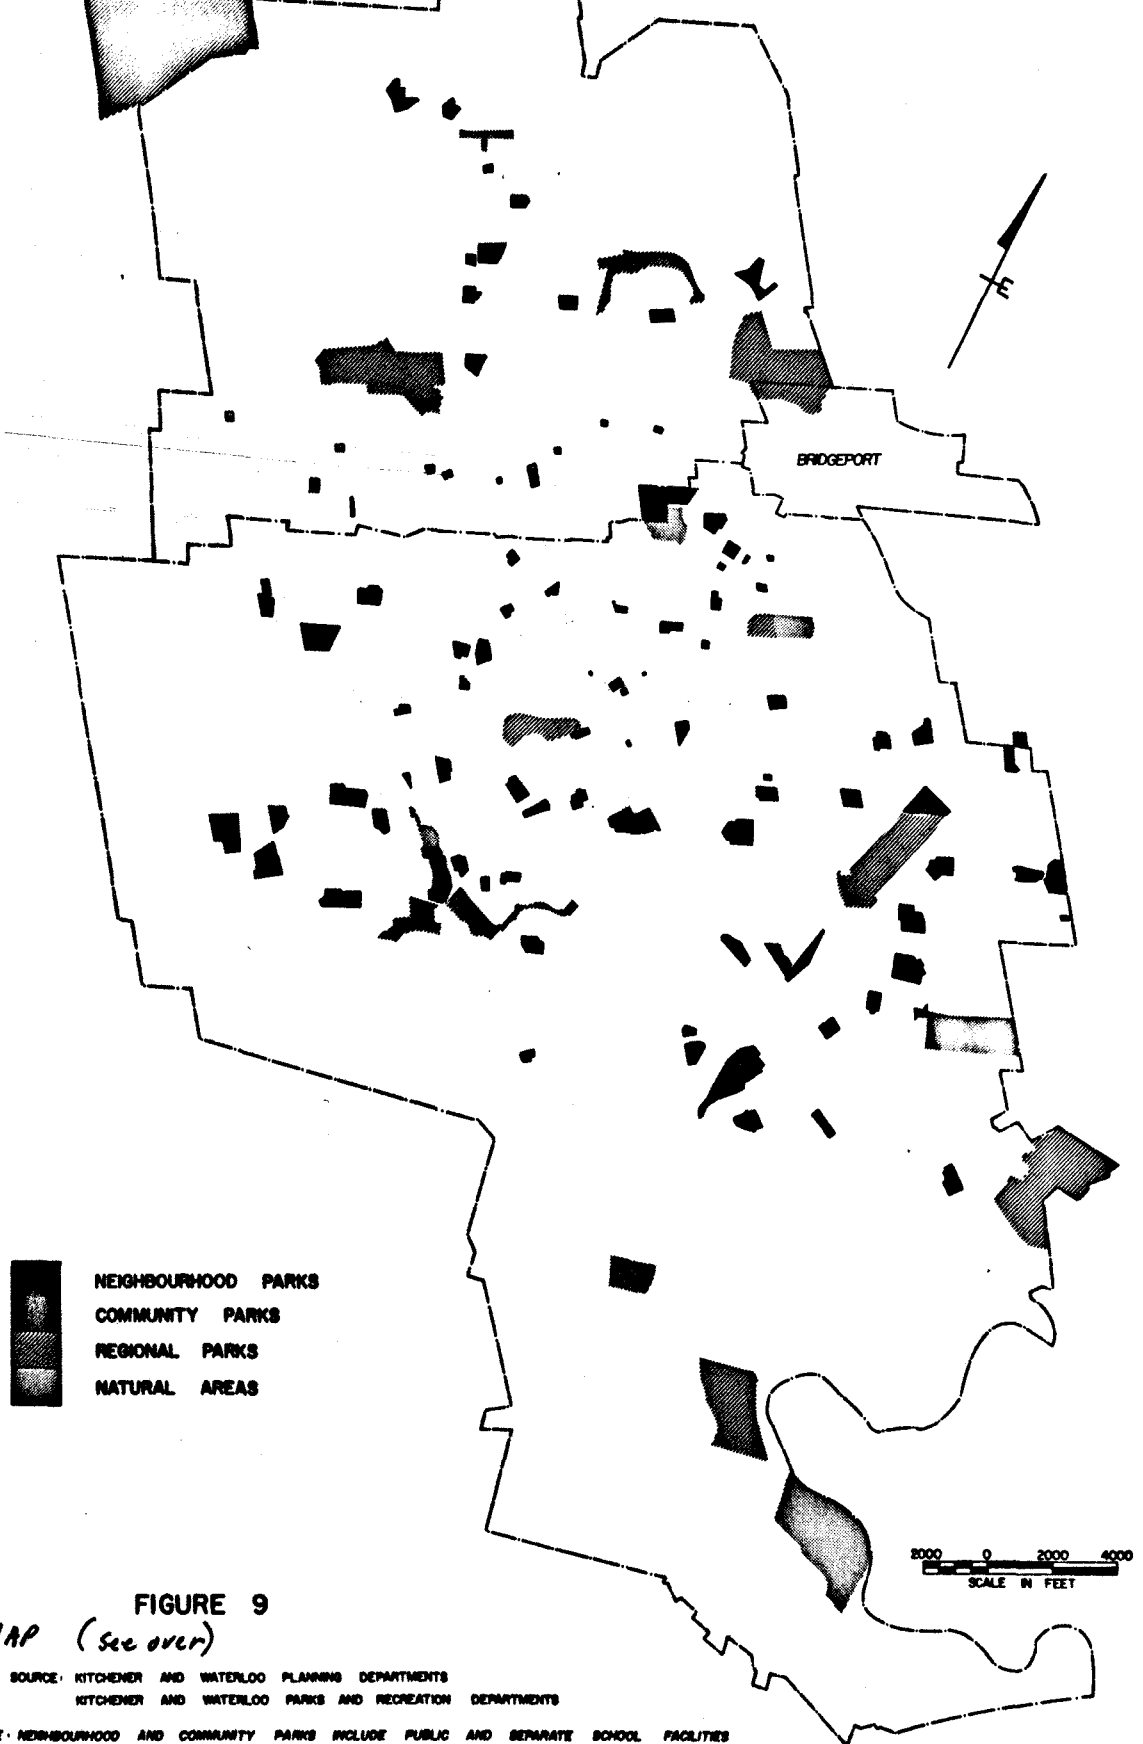 BRIDGEPORT
NEIGHBOURHOOD PARKS
COMMUNITY PARKS
REGIONAL PARKS
NATURAL AREAS
2000 0 2000 4000
SCALE IN FEET
FIGURE 9
(see over)
SOURCE: KITCHENER AND WATERLOO PLANNING DEPARTMENTS
KITCHENER AND WATERLOO PARKS AND RECREATION DEPARTMENTS
NEIGHBOURHOOD AND COMMUNITY PARKS INCLUDE PUBLIC AND SEPARATE SCHOOL FACILITIES